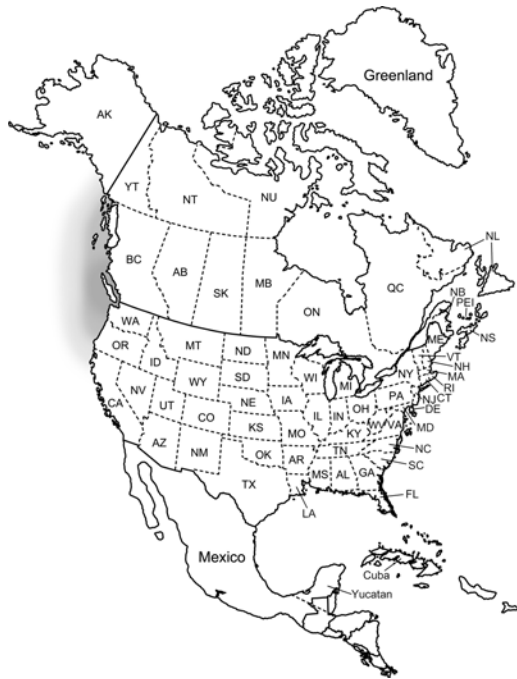 Greenland
AK
YT
NT
NU
NL
BC
AB
SK
MB
ON
QC
NB
PEI
NS
WA
MT
ND
MN
ME
OR
ID
WY
SD
WI
MI
NY
VT
NH
MA
RI
CT
NJ
DE
MD
NV
UT
CO
NE
IA
IL
IN
OH
PA
CA
KS
MO
KY
WV
VA
NC
AZ
NM
OK
AR
TN
SC
TX
MS
AL
GA
LA
FL
Mexico
Cuba
Yucatan